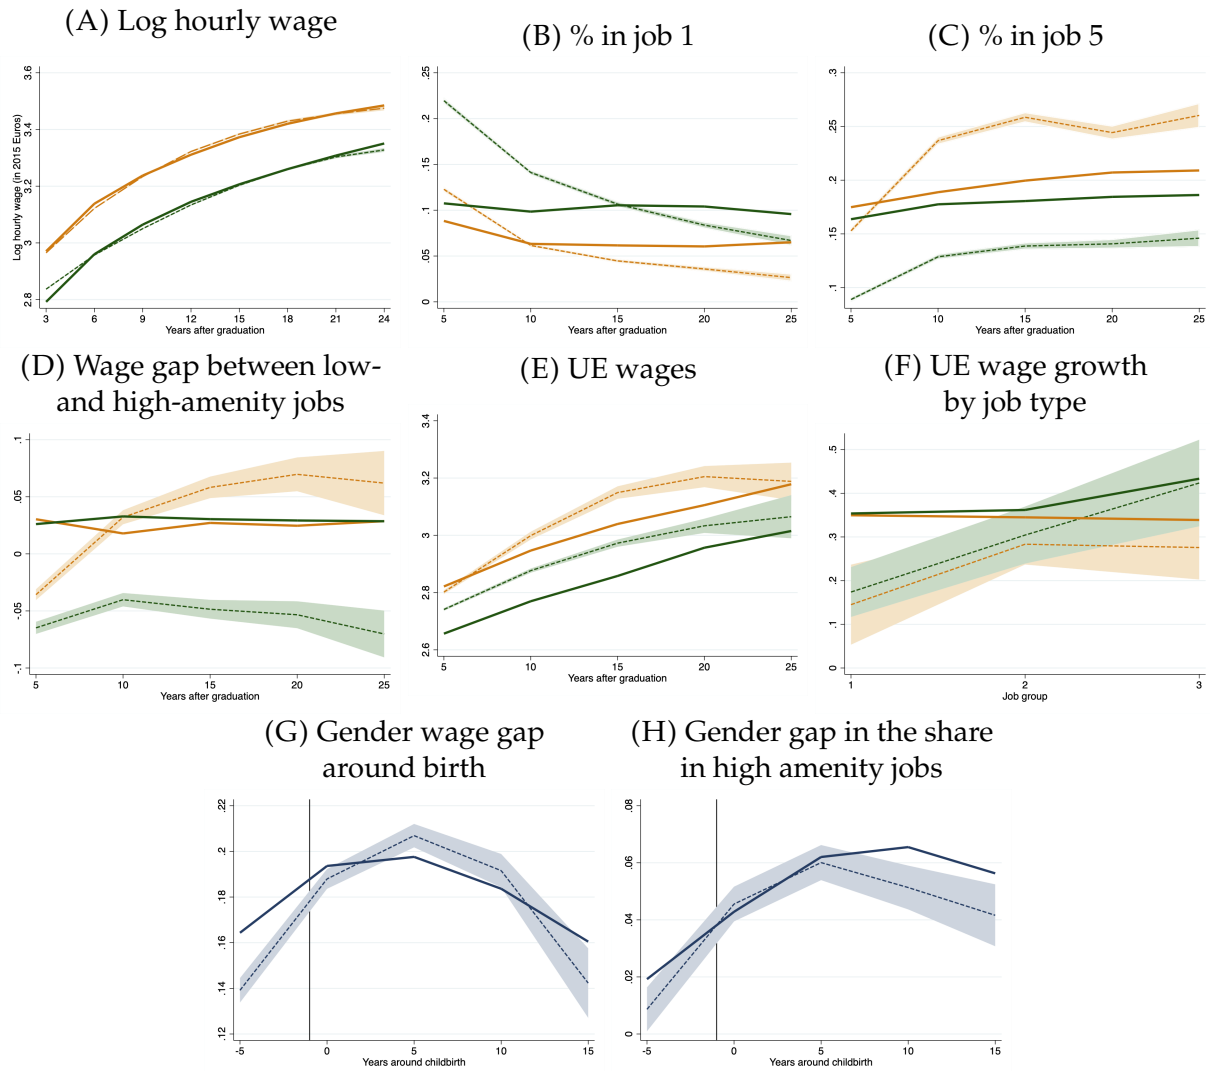 (A) Log hourly wage
(B) % in job 1
(C) % in job 5
Log hourly wage (in 2015 Euros)
3.6
3.4
3.2
3
2.8
3 6 9 12 15 18 21 24
Years after graduation
.25
.2
.15
.1
.05
0
5 10 15 20 25
Years after graduation
.3
.25
.2
.15
.1
5 10 15 20 25
Years after graduation
(D) Wage gap between low-
and high-amenity jobs
(E) UE wages
(F) UE wage growth
by job type
.1
.05
0
-.05
-.1
5 10 15 20 25
Years after graduation
3.4
3.2
3
2.8
2.6
5 10 15 20 25
Years after graduation
.5
.4
.3
.2
.1
0
1 2 3
Job group
(G) Gender wage gap
around birth
(H) Gender gap in the share
in high amenity jobs
.22
.2
.18
.16
.14
.12
-5 0 5 10 15
Years around childbirth
.08
.06
.04
.02
0
-5 0 5 10 15
Years around childbirth